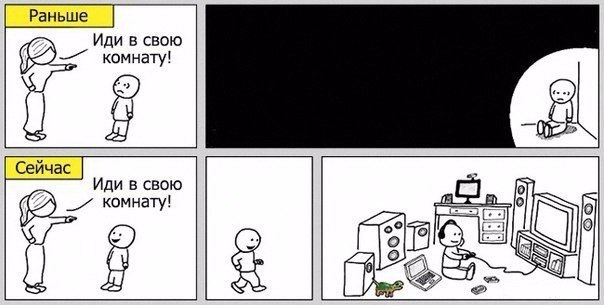 Раньше
Иди в свою
комнату!
Сейчас
Иди в свою
комнату!